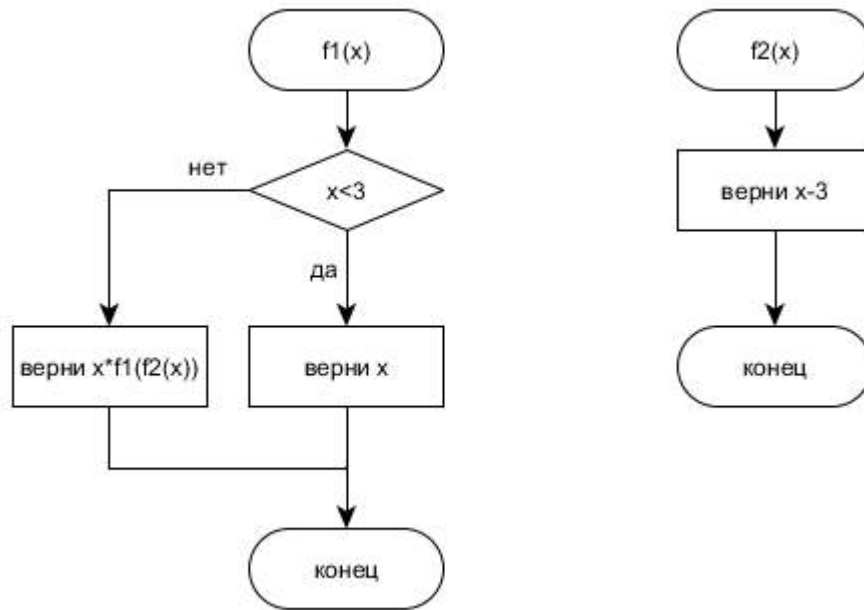 f1(x)
нет
x<3
да
верни x*f1(f2(x))
верни x
конец
f2(x)
верни x-3
конец